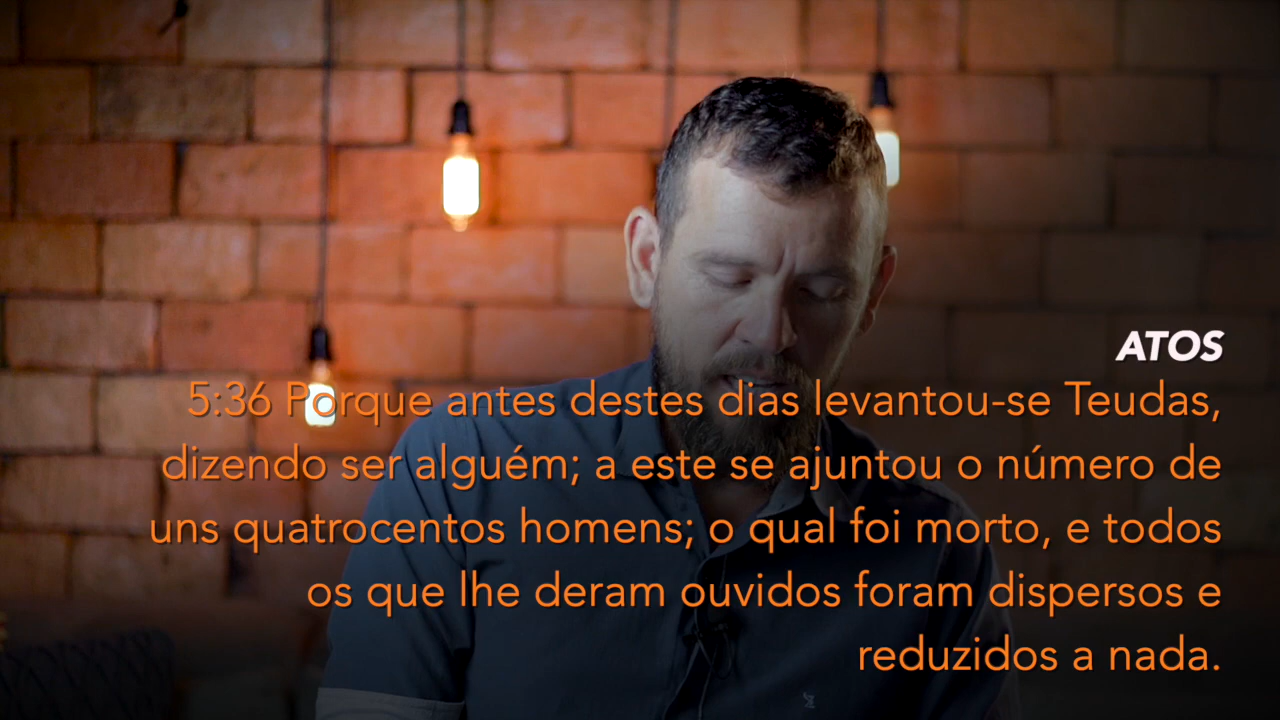 ATOS
5:36 Porque antes destes dias levantou-se Teudas,
dizendo ser alguém; a este se ajuntou o número de
uns quatrocentos homens; o qual foi morto, e todos
os que lhe deram ouvidos foram dispersos e
reduzidos a nada.